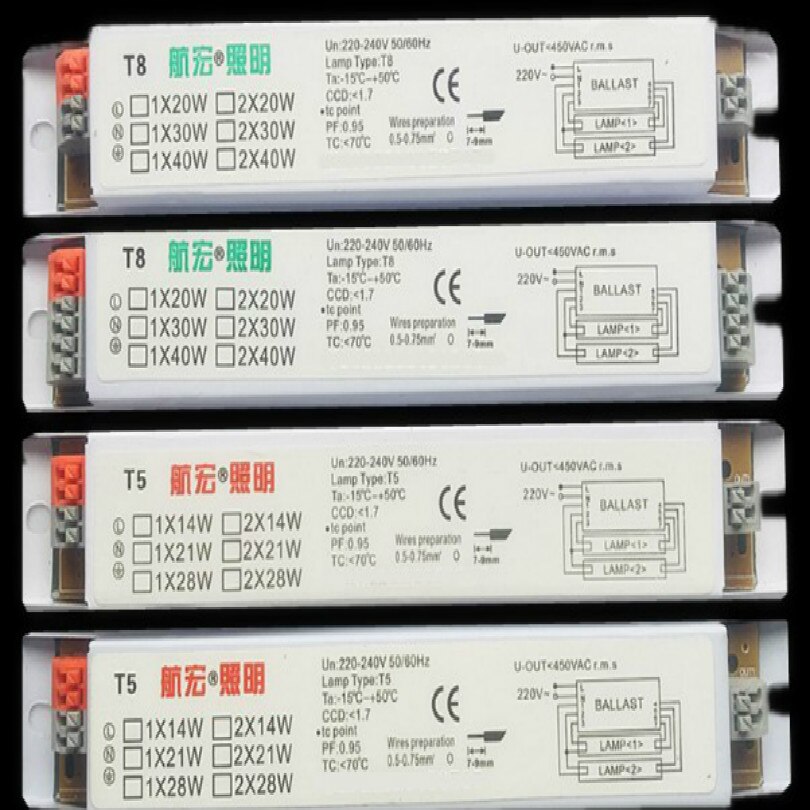 T8 航宏®照明
Ⓛ 1X20W 2X20W
Ⓝ 1X30W 2X30W
1X40W 2X40W
Un:220-240V 50/60Hz
Lamp Type:T8
Ta:-15℃-+50℃
CCD:<1.7
•tc point
PF:0.95
TC:<70℃
CE
Wires preparation
0.5-0.75mm² O
7-9mm
U-OUT<450VAC r.m.s
220V~
L
N
BALLAST
LAMP<1>
LAMP<2>
T8 航宏®照明
Ⓛ 1X20W 2X20W
Ⓝ 1X30W 2X30W
1X40W 2X40W
Un:220-240V 50/60Hz
Lamp Type:T8
Ta:-15℃-+50℃
CCD:<1.7
•tc point
PF:0.95
TC:<70℃
CE
Wires preparation
0.5-0.75mm² O
7-9mm
U-OUT<450VAC r.m.s
220V~
L
N
BALLAST
LAMP<1>
LAMP<2>
T5 航宏®照明
Ⓛ 1X14W 2X14W
Ⓝ 1X21W 2X21W
1X28W 2X28W
Un:220-240V 50/60Hz
Lamp Type:T5
Ta:-15℃-+50℃
CCD:<1.7
•tc point
PF:0.95
TC:<70℃
CE
Wires preparation
0.5-0.75mm² O
7-9mm
U-OUT<450VAC r.m.s
220V~
L
N
BALLAST
LAMP<1>
LAMP<2>
T5 航宏®照明
Ⓛ 1X14W 2X14W
Ⓝ 1X21W 2X21W
1X28W 2X28W
Un:220-240V 50/60Hz
Lamp Type:T5
Ta:-15℃-+50℃
CCD:<1.7
•tc point
PF:0.95
TC:<70℃
CE
Wires preparation
0.5-0.75mm² O
7-9mm
U-OUT<450VAC r.m.s
220V~
L
N
BALLAST
LAMP<1>
LAMP<2>